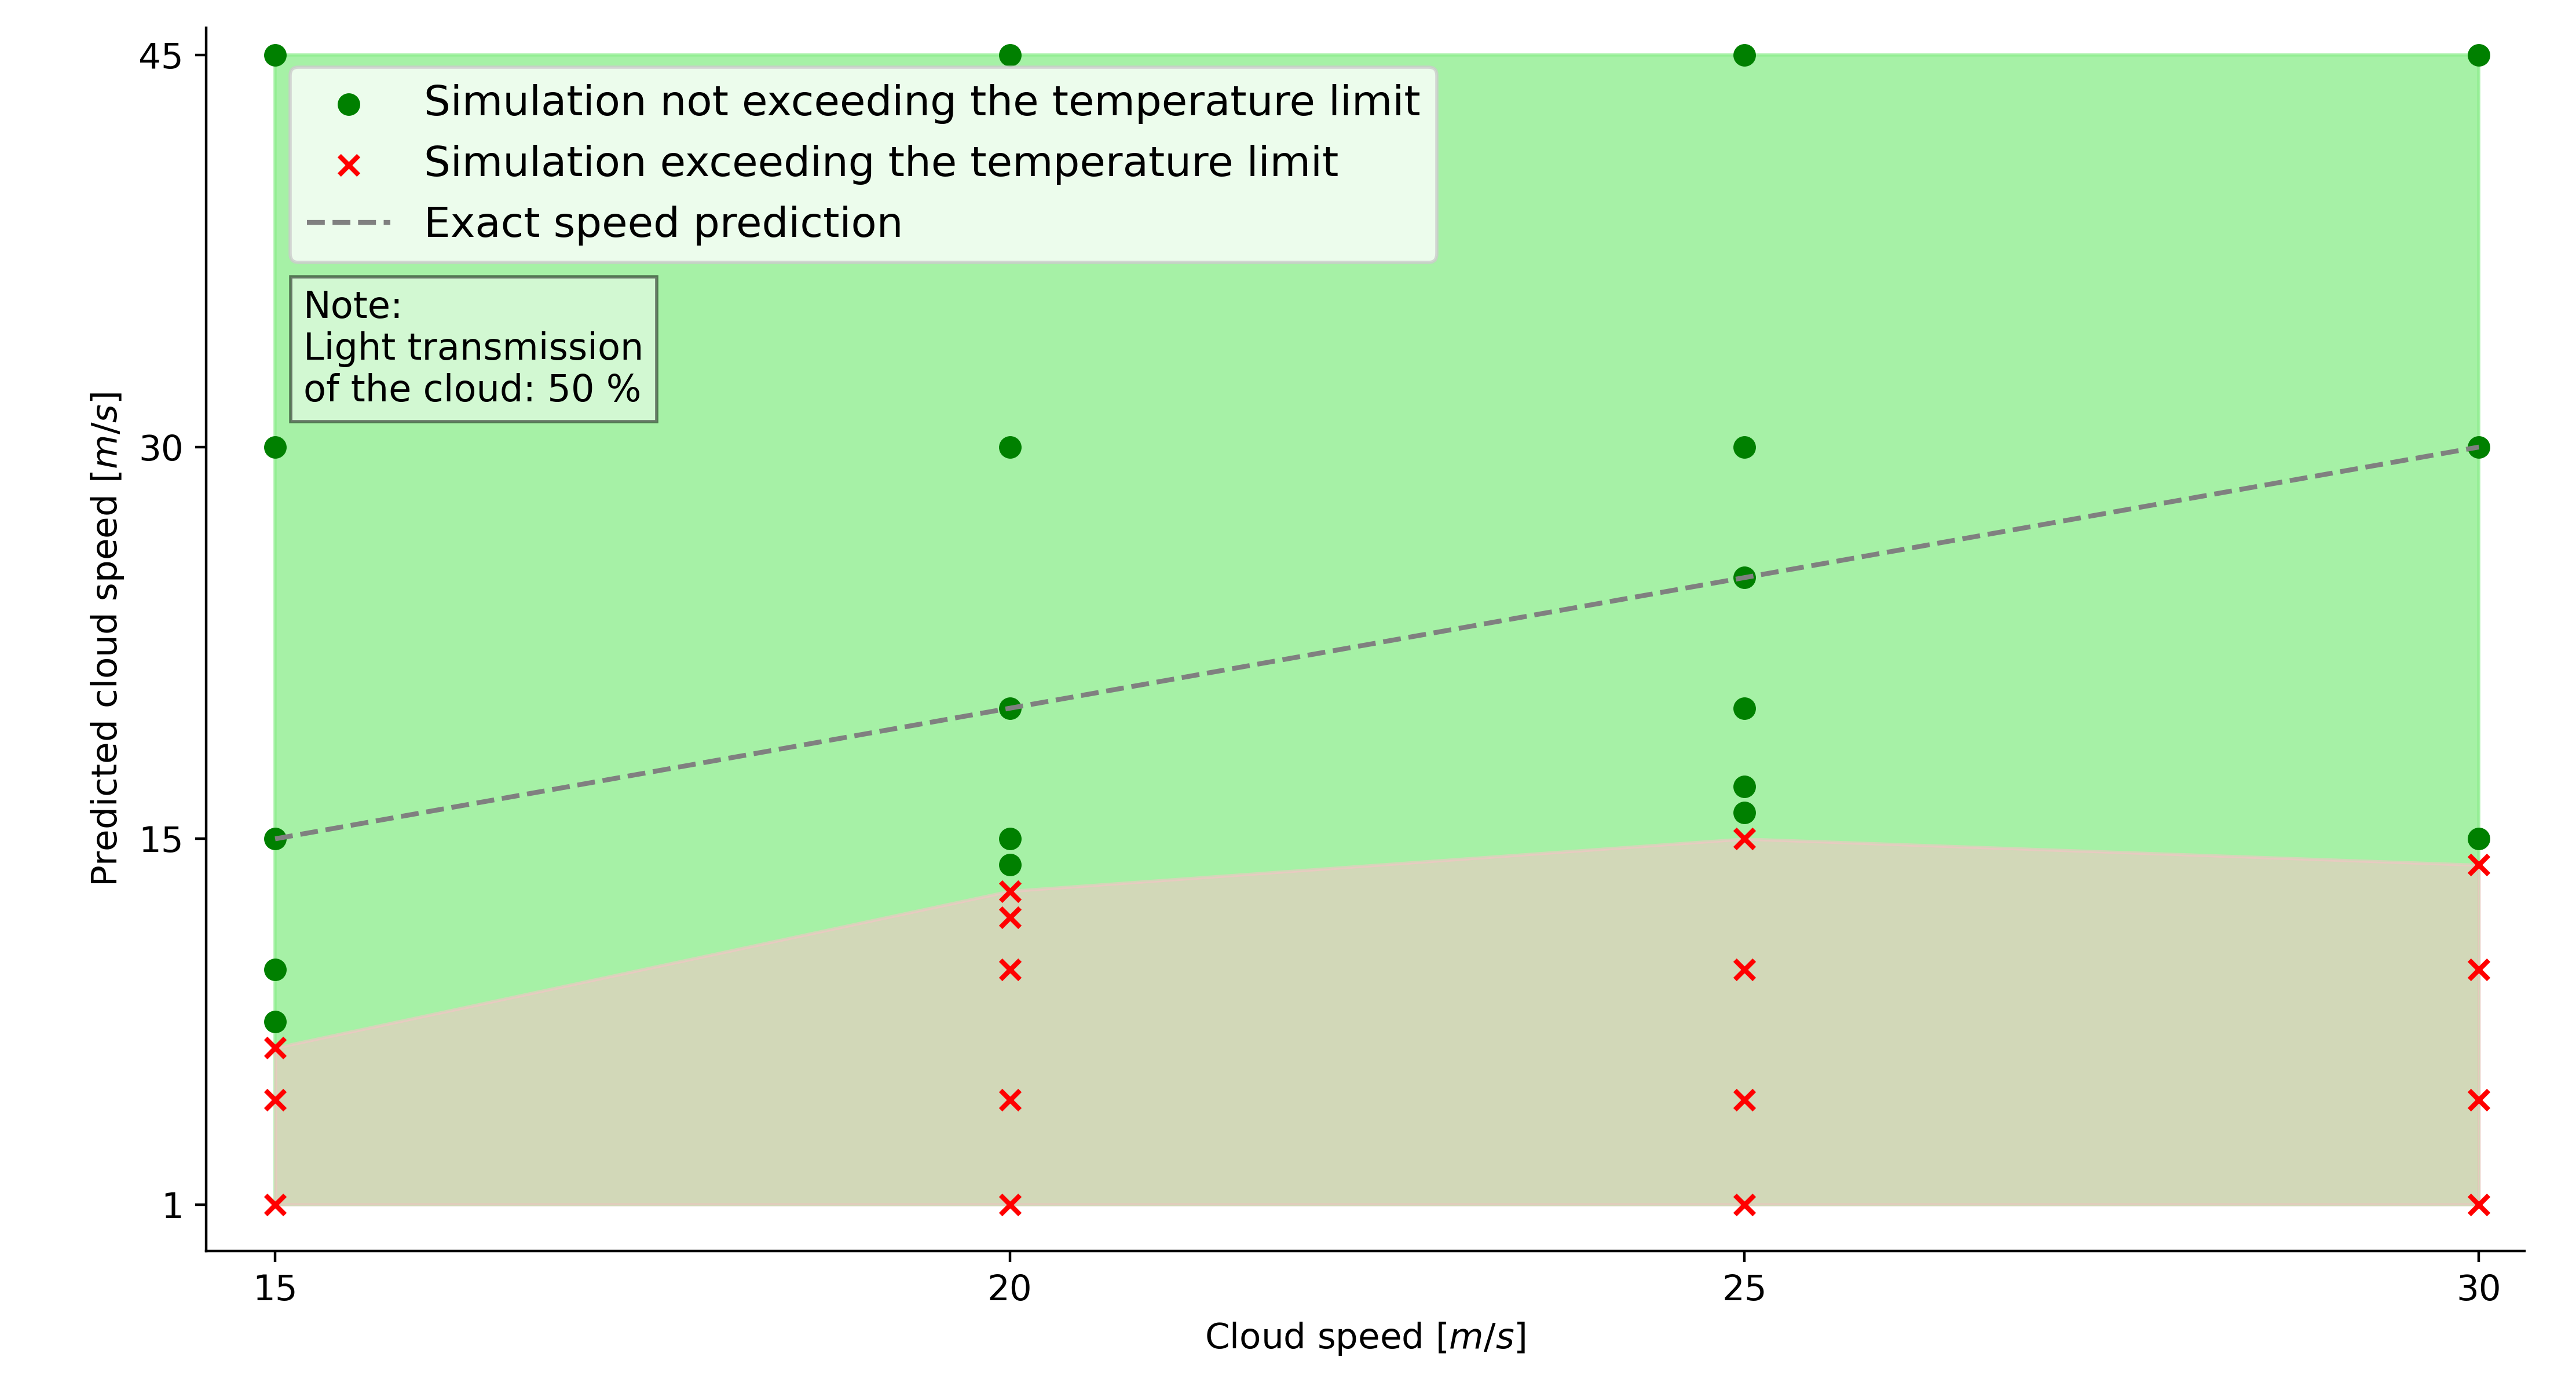 45
Simulation not exceeding the temperature limit
Simulation exceeding the temperature limit
Exact speed prediction
Note:
Light transmission
of the cloud: 50 %
30
Predicted cloud speed [m/s]
15
1
15 20 25 30
Cloud speed [m/s]